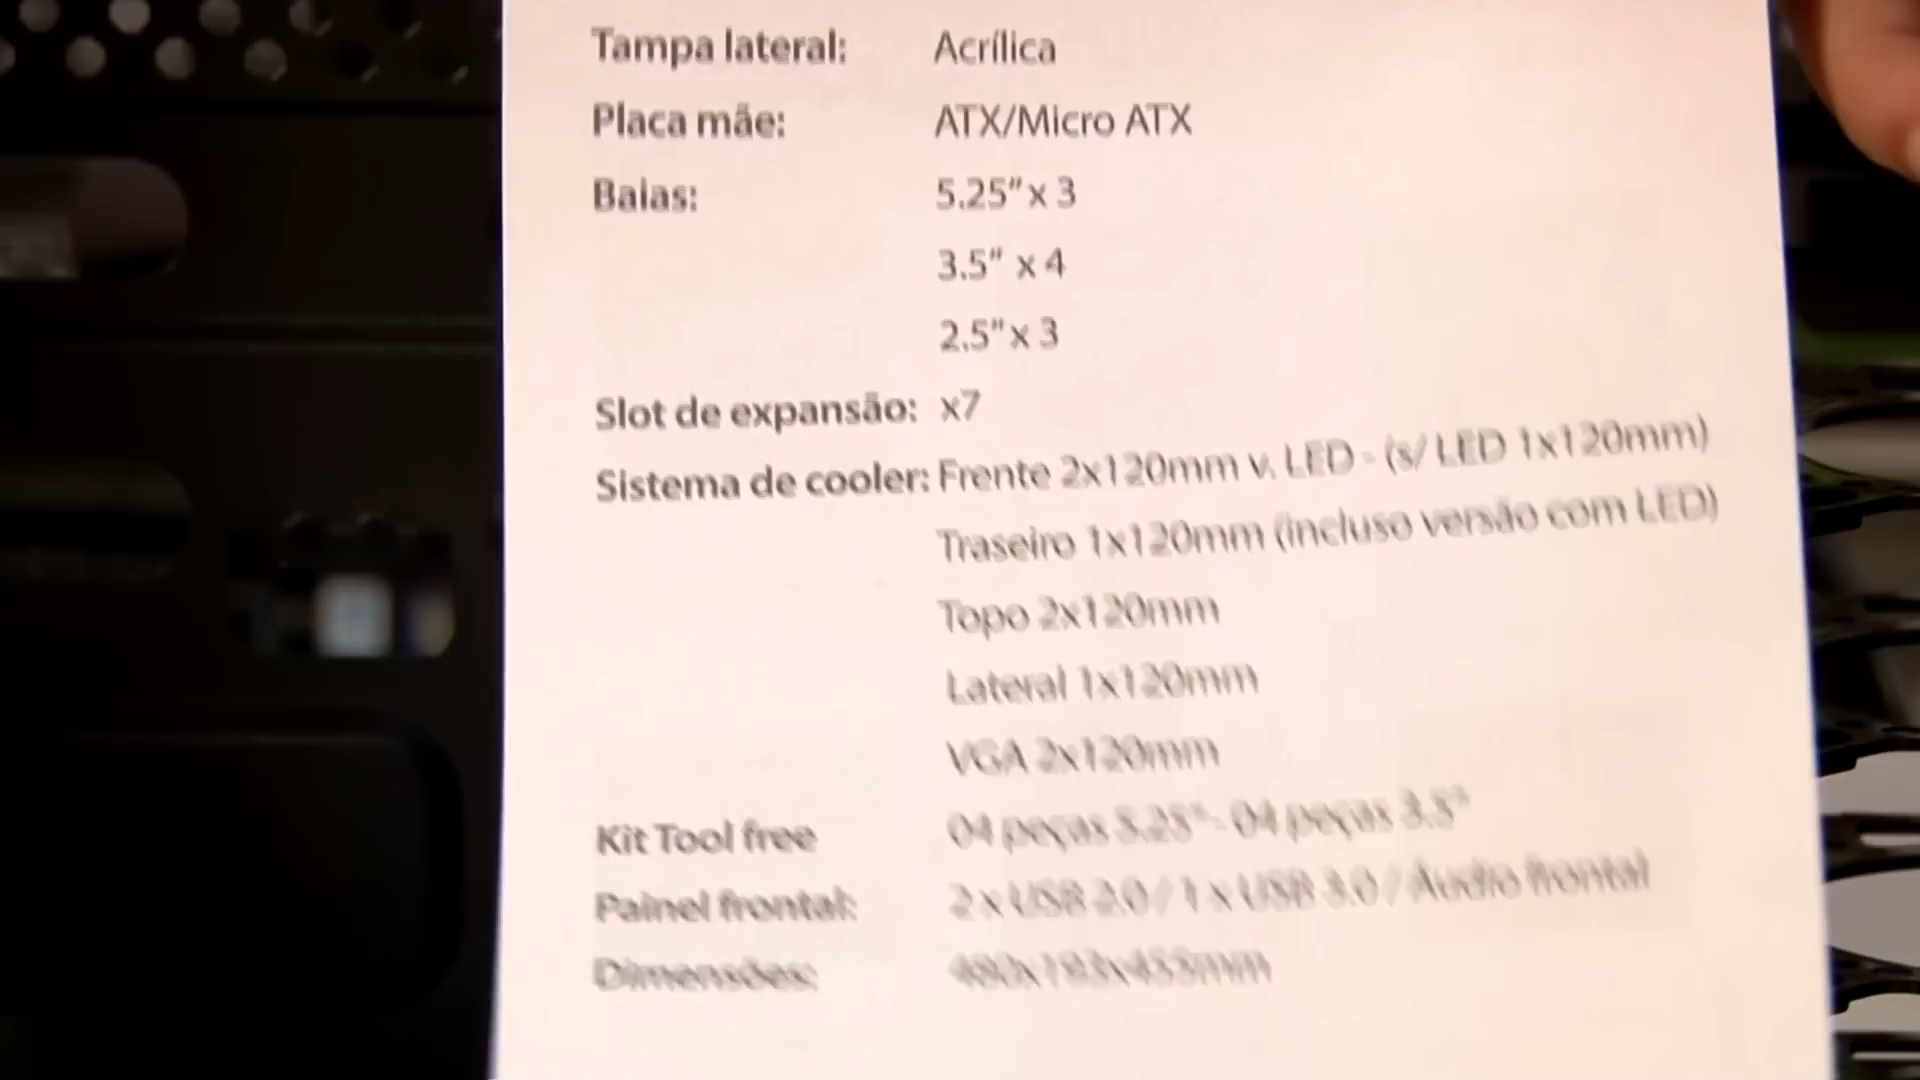 Tampa lateral: Acrílica
Placa mãe: ATX/Micro ATX
Baias: 5.25” x 3
3.5” x 4
2.5” x 3
Slot de expansão: x7
Sistema de cooler: Frente 2x120mm v. LED - (s/ LED 1x120mm)
Traseiro 1x120mm (incluso versão com LED)
Topo 2x120mm
Lateral 1x120mm
VGA 2x120mm
Kit Tool free 04 peças 5.25” - 04 peças 3.5”
Painel frontal: 2 x USB 2.0 / 1 x USB 3.0 / Áudio frontal
Dimensões: